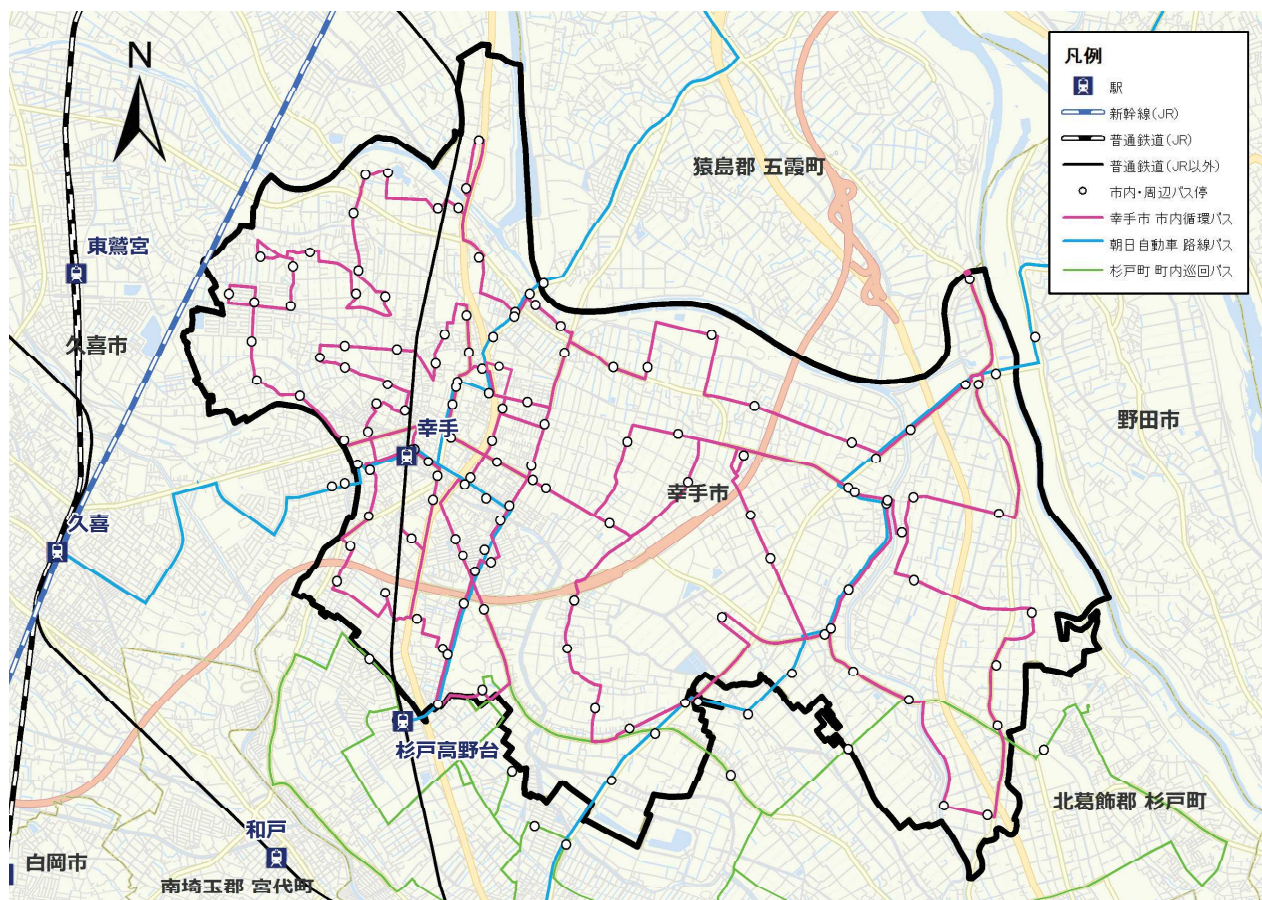 N
凡例
駅
新幹線(JR)
普通鉄道(JR)
普通鉄道(JR以外)
市内・周辺バス停
幸手市 市内循環バス
朝日自動車 路線バス
杉戸町 町内巡回バス
猿島郡 五霞町
東鷲宮
久喜市
野田市
幸手
幸手市
久喜
杉戸高野台
北葛飾郡 杉戸町
和戸
白岡市
南埼玉郡 宮代町